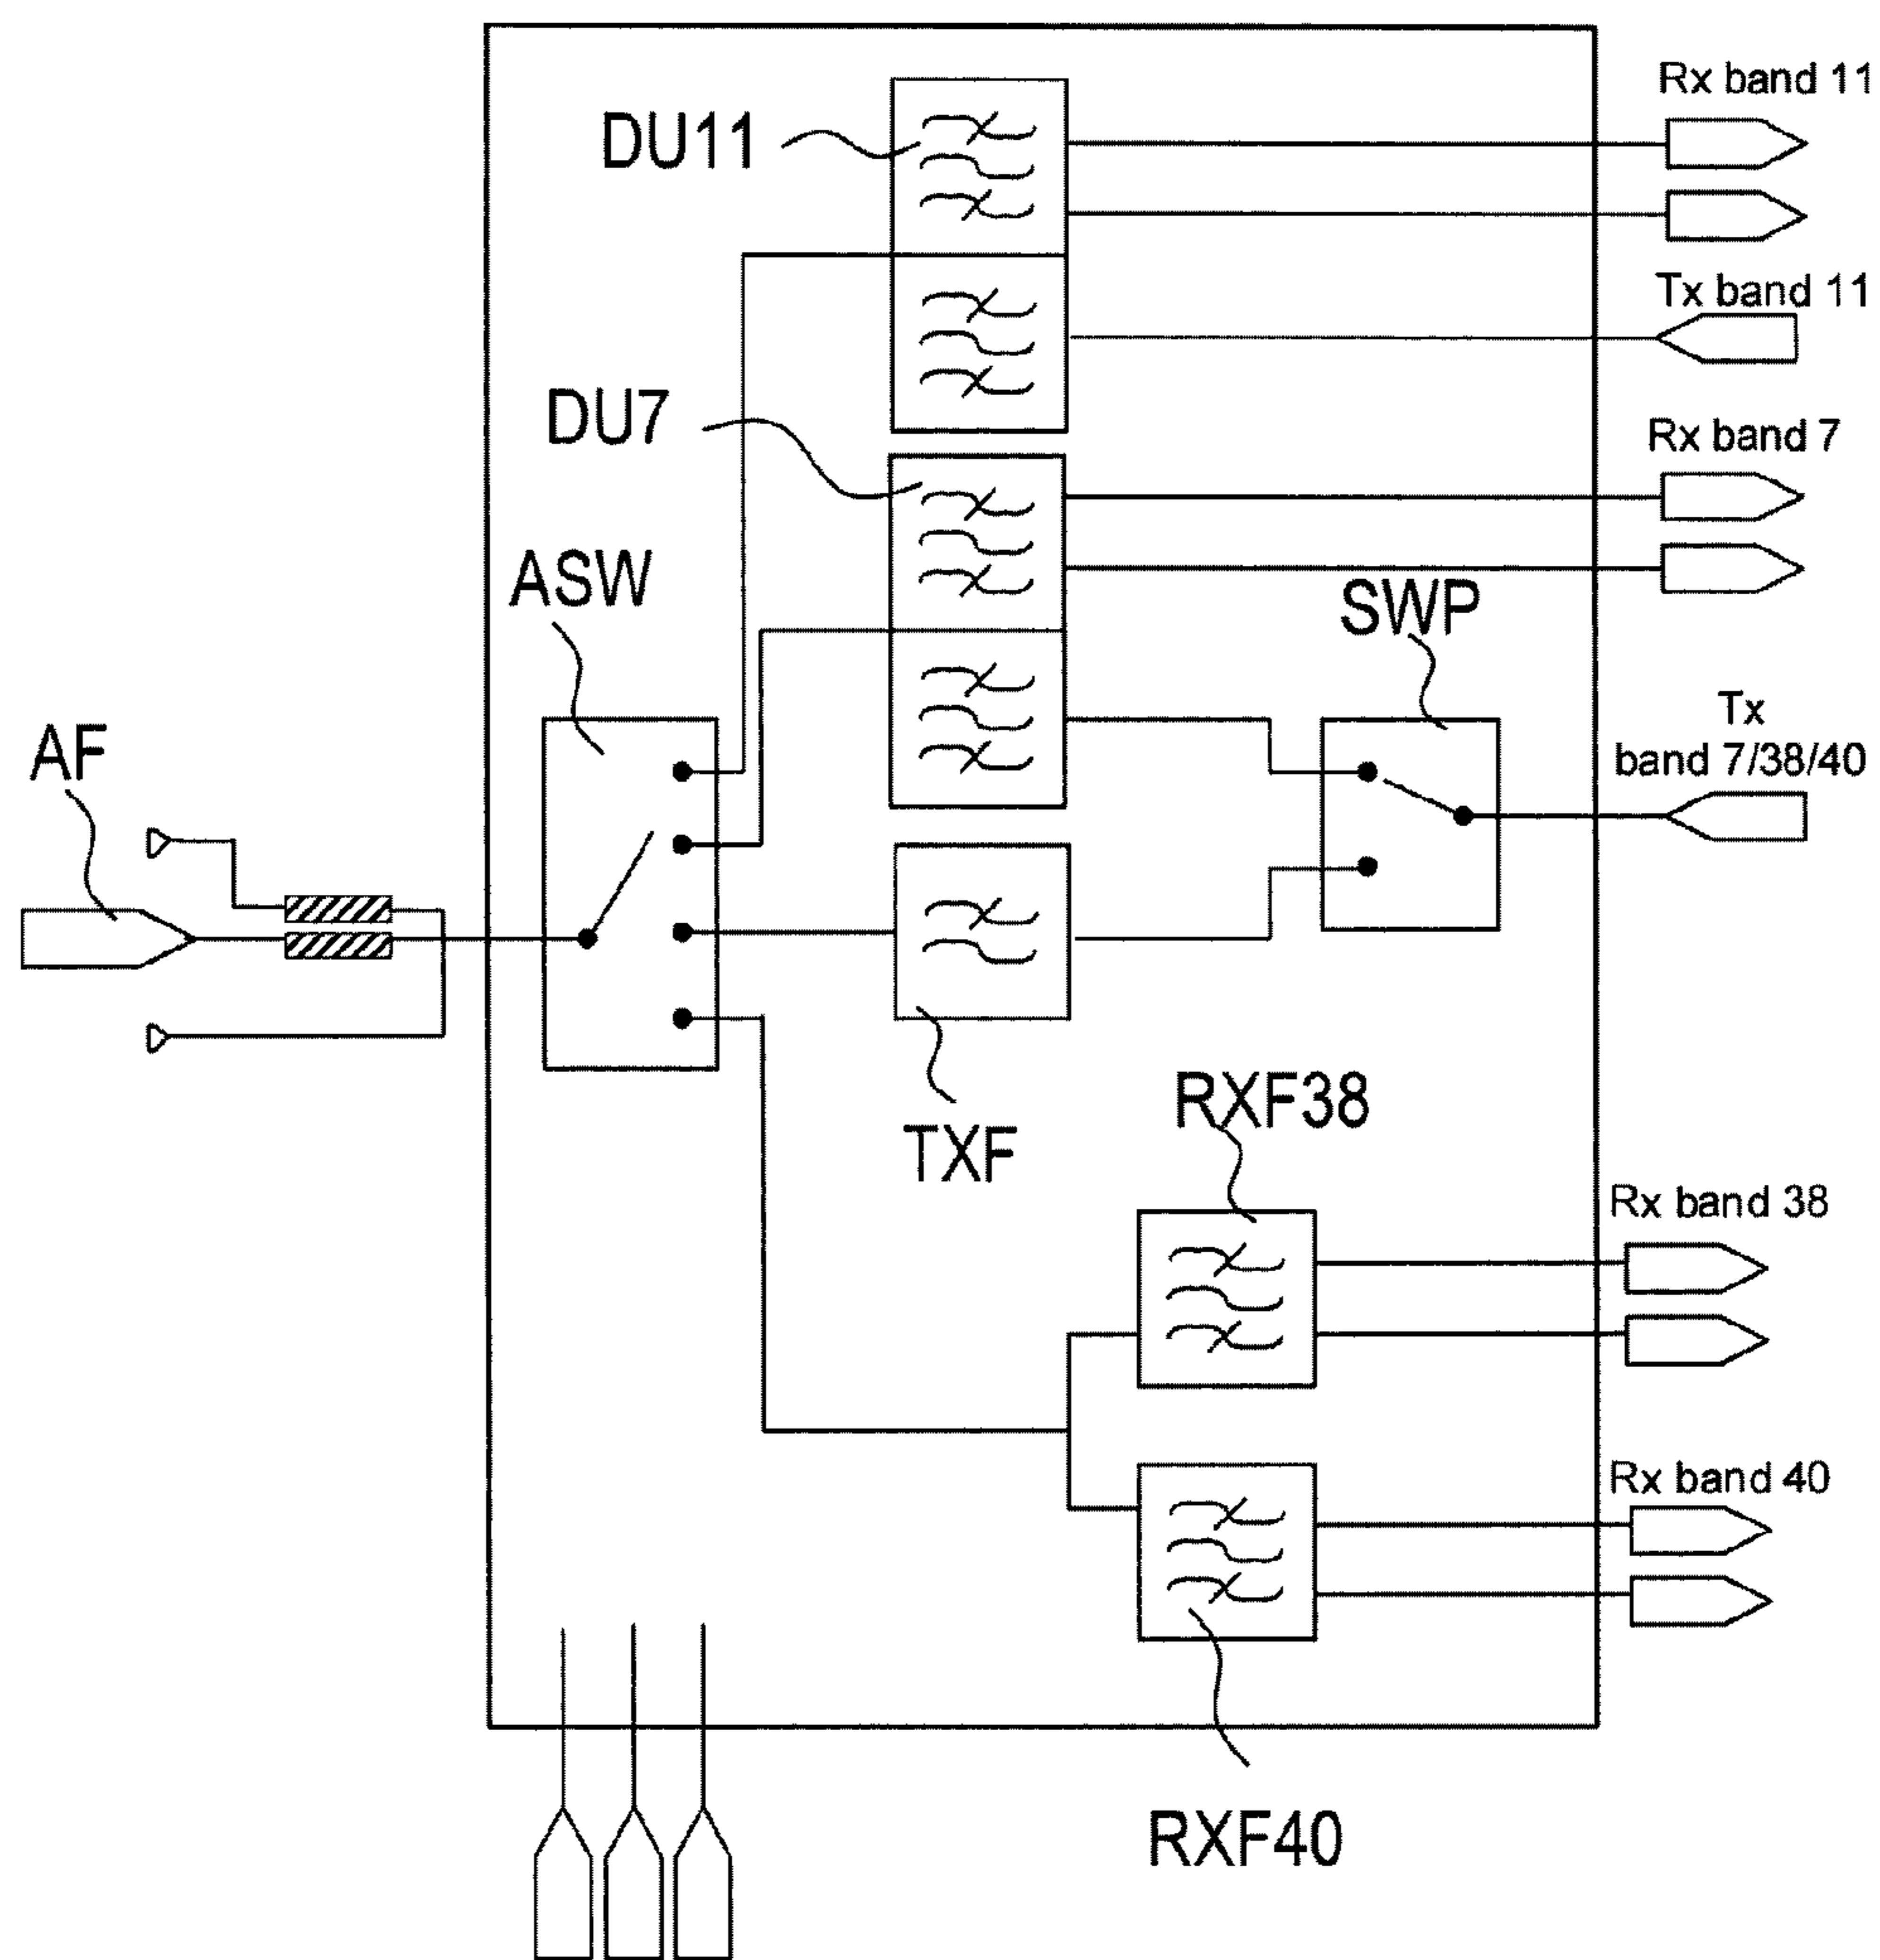 Rx band 11
DU11
Tx band 11
DU7
Rx band 7
ASW
SWP
Tx
band 7/38/40
AF
RXF38
TXF
Rx band 38
Rx band 40
RXF40